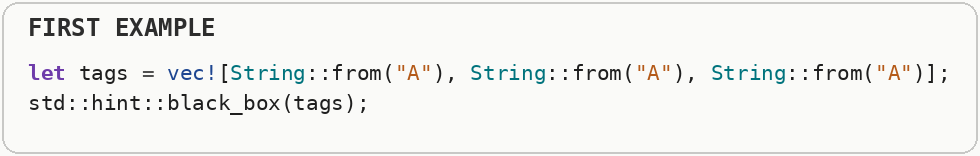 FIRST EXAMPLE
let tags = vec![String::from("A"), String::from("A"), String::from("A")];
std::hint::black_box(tags);